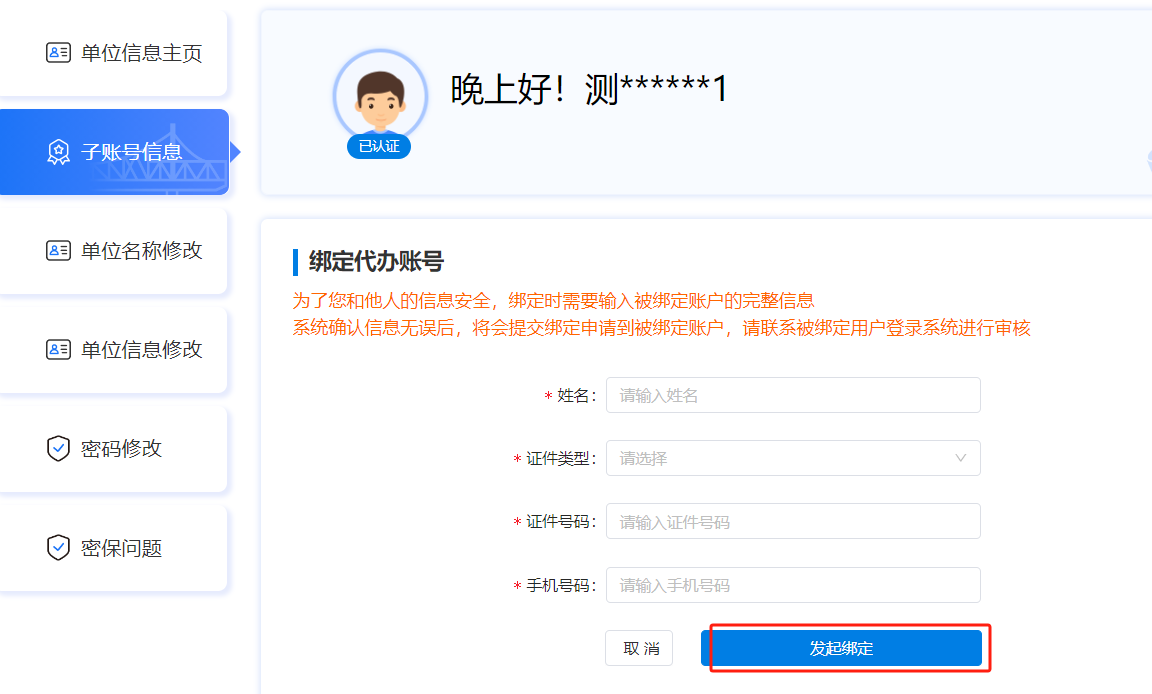 单位信息主页
子账号信息
单位名称修改
单位信息修改
密码修改
密保问题
晚上好！测******1
已认证
绑定代办账号
为了您和他人的信息安全，绑定时需要输入被绑定账户的完整信息
系统确认信息无误后，将会提交绑定申请到被绑定账户，请联系被绑定用户登录系统进行审核
* 姓名： 请输入姓名
* 证件类型： 请选择
* 证件号码： 请输入证件号码
* 手机号码： 请输入手机号码
取 消 发起绑定